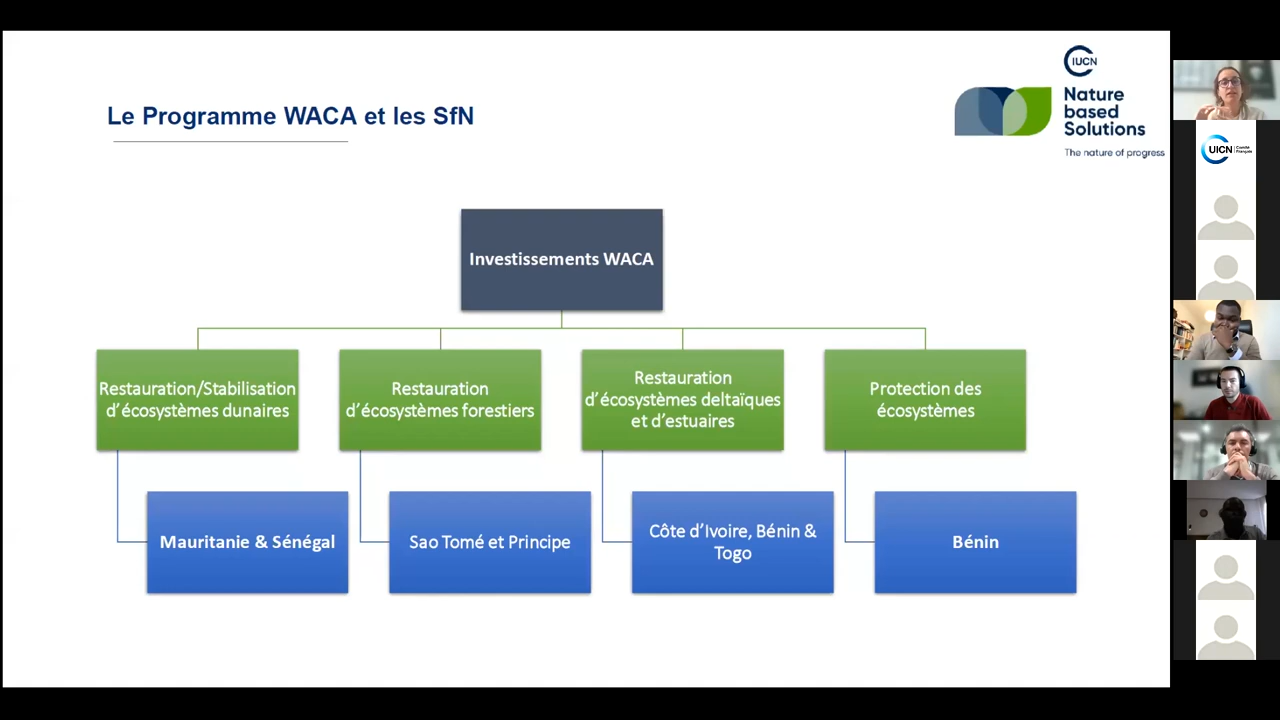 Le Programme WACA et les SfN
IUCN
Nature
based
Solutions
The nature of progress
UICN
Comité
Français
Investissements WACA
Restauration/Stabilisation
d'écosystèmes dunaires
Restauration
d'écosystèmes forestiers
Restauration
d'écosystèmes deltaïques
et d'estuaires
Protection des
écosystèmes
Mauritanie & Sénégal
Sao Tomé et Principe
Côte d'Ivoire, Bénin &
Togo
Bénin